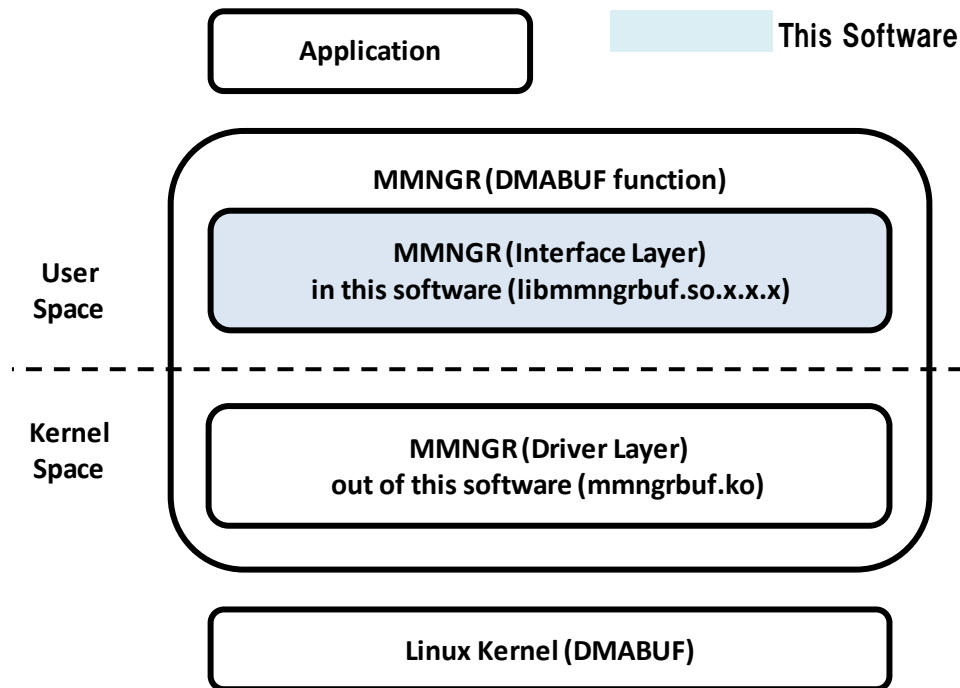 Application
This Software
MMNGR (DMABUF function)
MMNGR (Interface Layer)
in this software (libmmngrbuf.so.x.x.x)
User
Space
Kernel
Space
MMNGR (Driver Layer)
out of this software (mmngrbuf.ko)
Linux Kernel (DMABUF)